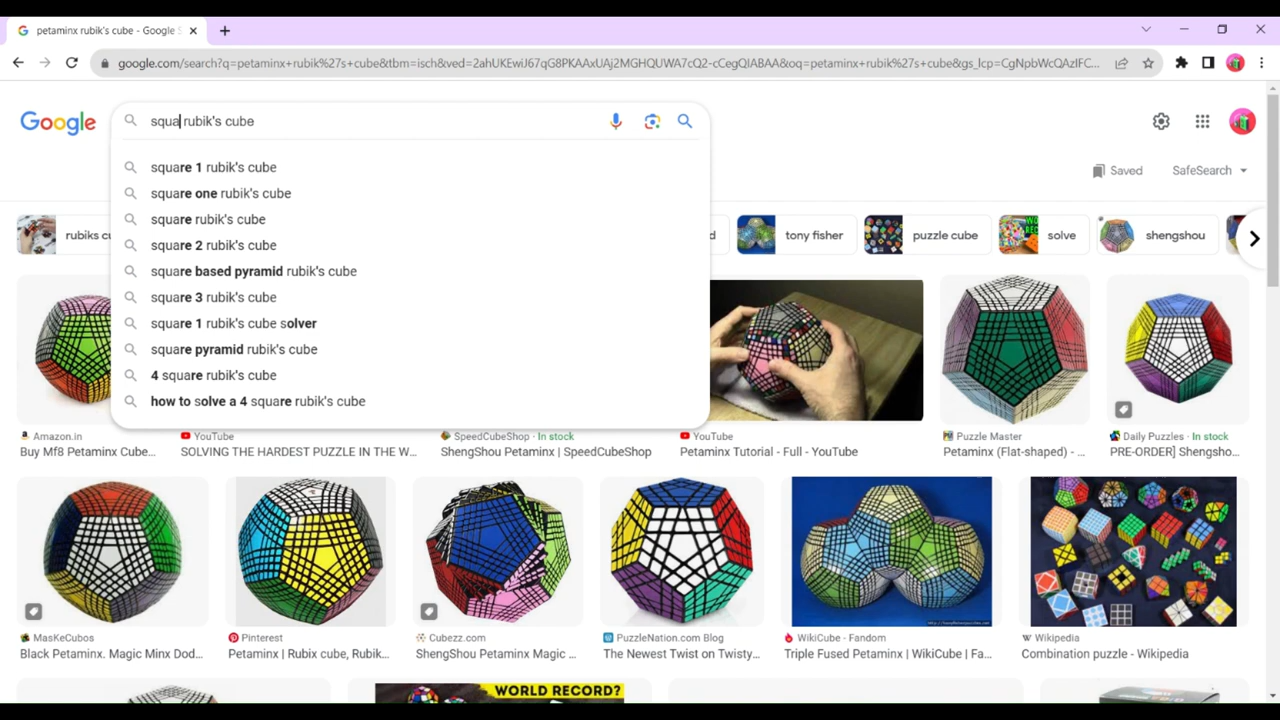 petaminx rubik's cube - Google S
google.com/search?q=petaminx+rubik%27s+cube&tbm=isch&ved=2ahUKEwiJ67qG8PKAAxUAj2MGHQUWA7cQ2-cCegQIABAA&oq=petaminx+rubik%27s+cube&gs_lcp=CgNpbWcQAzIFC...
Google
squa rubik's cube
square 1 rubik's cube
square one rubik's cube
square rubik's cube
square 2 rubik's cube
square based pyramid rubik's cube
square 3 rubik's cube
square 1 rubik's cube solver
square pyramid rubik's cube
4 square rubik's cube
how to solve a 4 square rubik's cube
Saved
SafeSearch
rubiks cu
d
tony fisher
puzzle cube
solve
shengshou
Amazon.in
Buy Mf8 Petaminx Cube...
YouTube
SOLVING THE HARDEST PUZZLE IN THE W...
SpeedCubeShop · In stock
ShengShou Petaminx | SpeedCubeShop
YouTube
Petaminx Tutorial - Full - YouTube
Puzzle Master
Petaminx (Flat-shaped) - ...
Daily Puzzles · In stock
PRE-ORDER] Shengsho...
MasKeCubos
Black Petaminx. Magic Minx Dod...
Pinterest
Petaminx | Rubix cube, Rubik...
Cubezz.com
ShengShou Petaminx Magic ...
PuzzleNation.com Blog
The Newest Twist on Twisty...
WikiCube - Fandom
Triple Fused Petaminx | WikiCube | Fa...
Wikipedia
Combination puzzle - Wikipedia
WORLD RECORD?